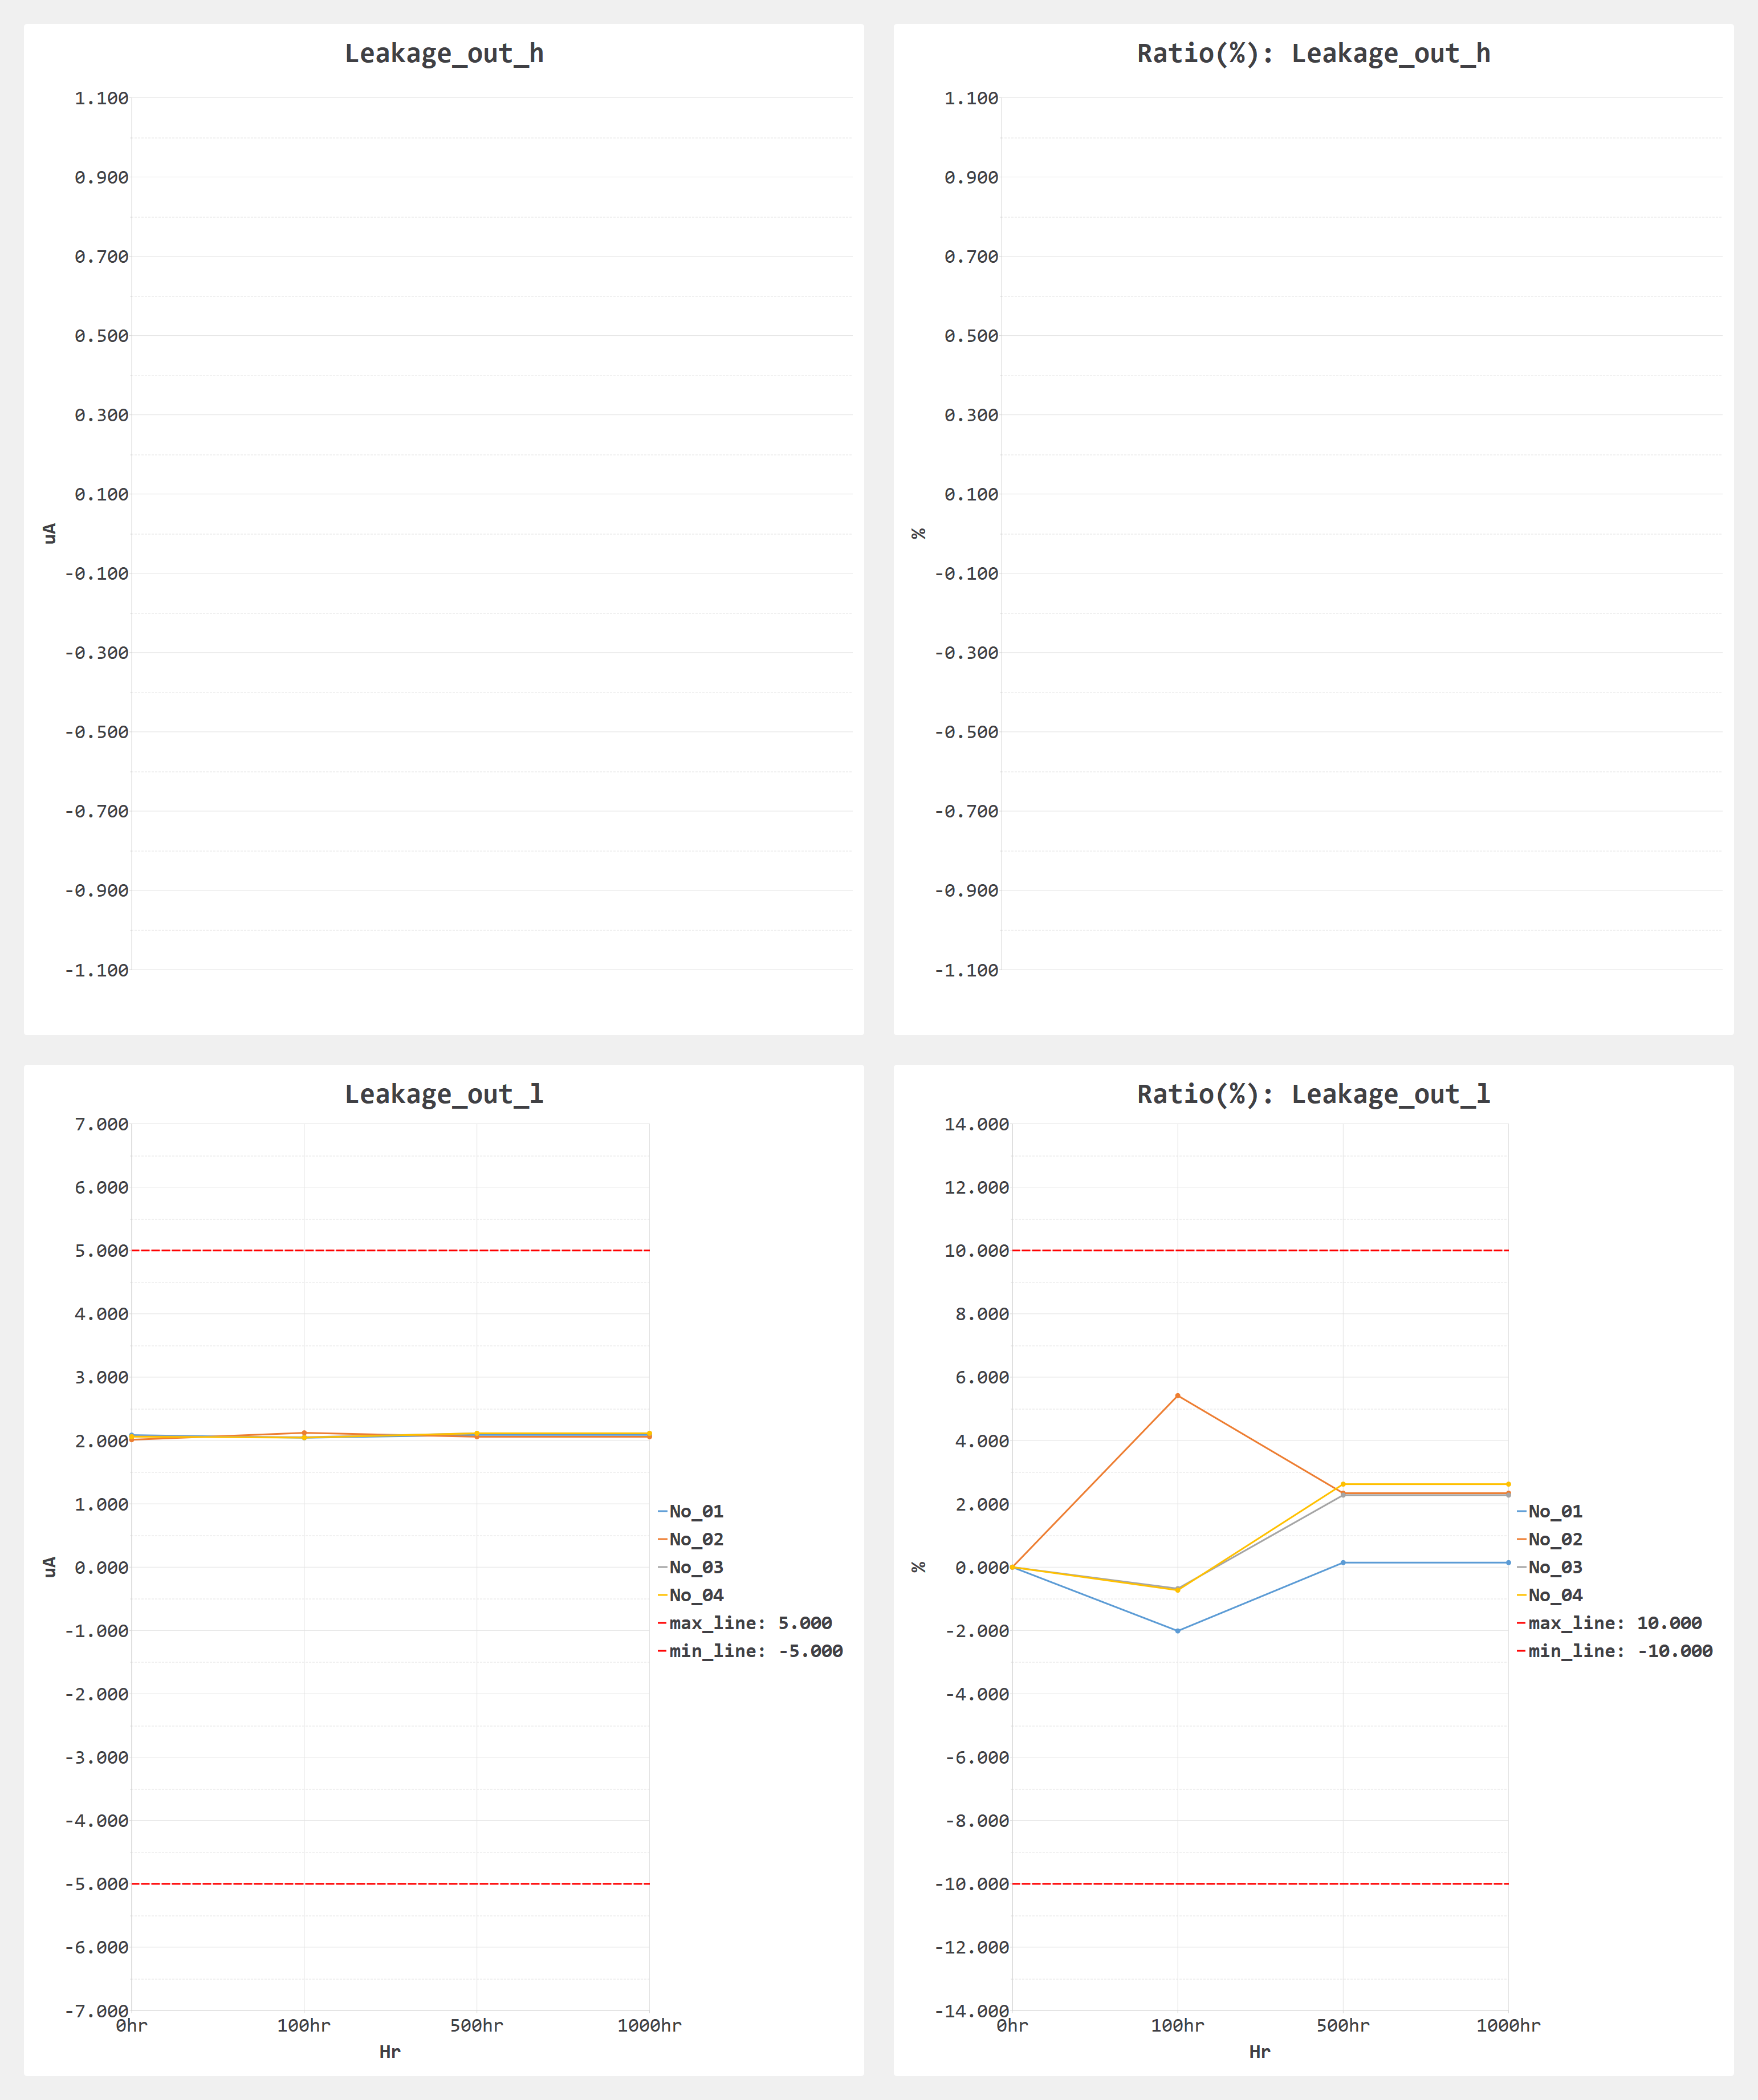 Leakage_out_h
1.100
0.900
0.700
0.500
0.300
0.100
-0.100
-0.300
-0.500
-0.700
-0.900
-1.100
uA
Ratio(%): Leakage_out_h
1.100
0.900
0.700
0.500
0.300
0.100
-0.100
-0.300
-0.500
-0.700
-0.900
-1.100
%
Leakage_out_l
7.000
6.000
5.000
4.000
3.000
2.000
1.000
0.000
-1.000
-2.000
-3.000
-4.000
-5.000
-6.000
-7.000
uA
0hr 100hr 500hr 1000hr
Hr
No_01
No_02
No_03
No_04
max_line: 5.000
min_line: -5.000
Ratio(%): Leakage_out_l
14.000
12.000
10.000
8.000
6.000
4.000
2.000
0.000
-2.000
-4.000
-6.000
-8.000
-10.000
-12.000
-14.000
%
0hr 100hr 500hr 1000hr
Hr
No_01
No_02
No_03
No_04
max_line: 10.000
min_line: -10.000